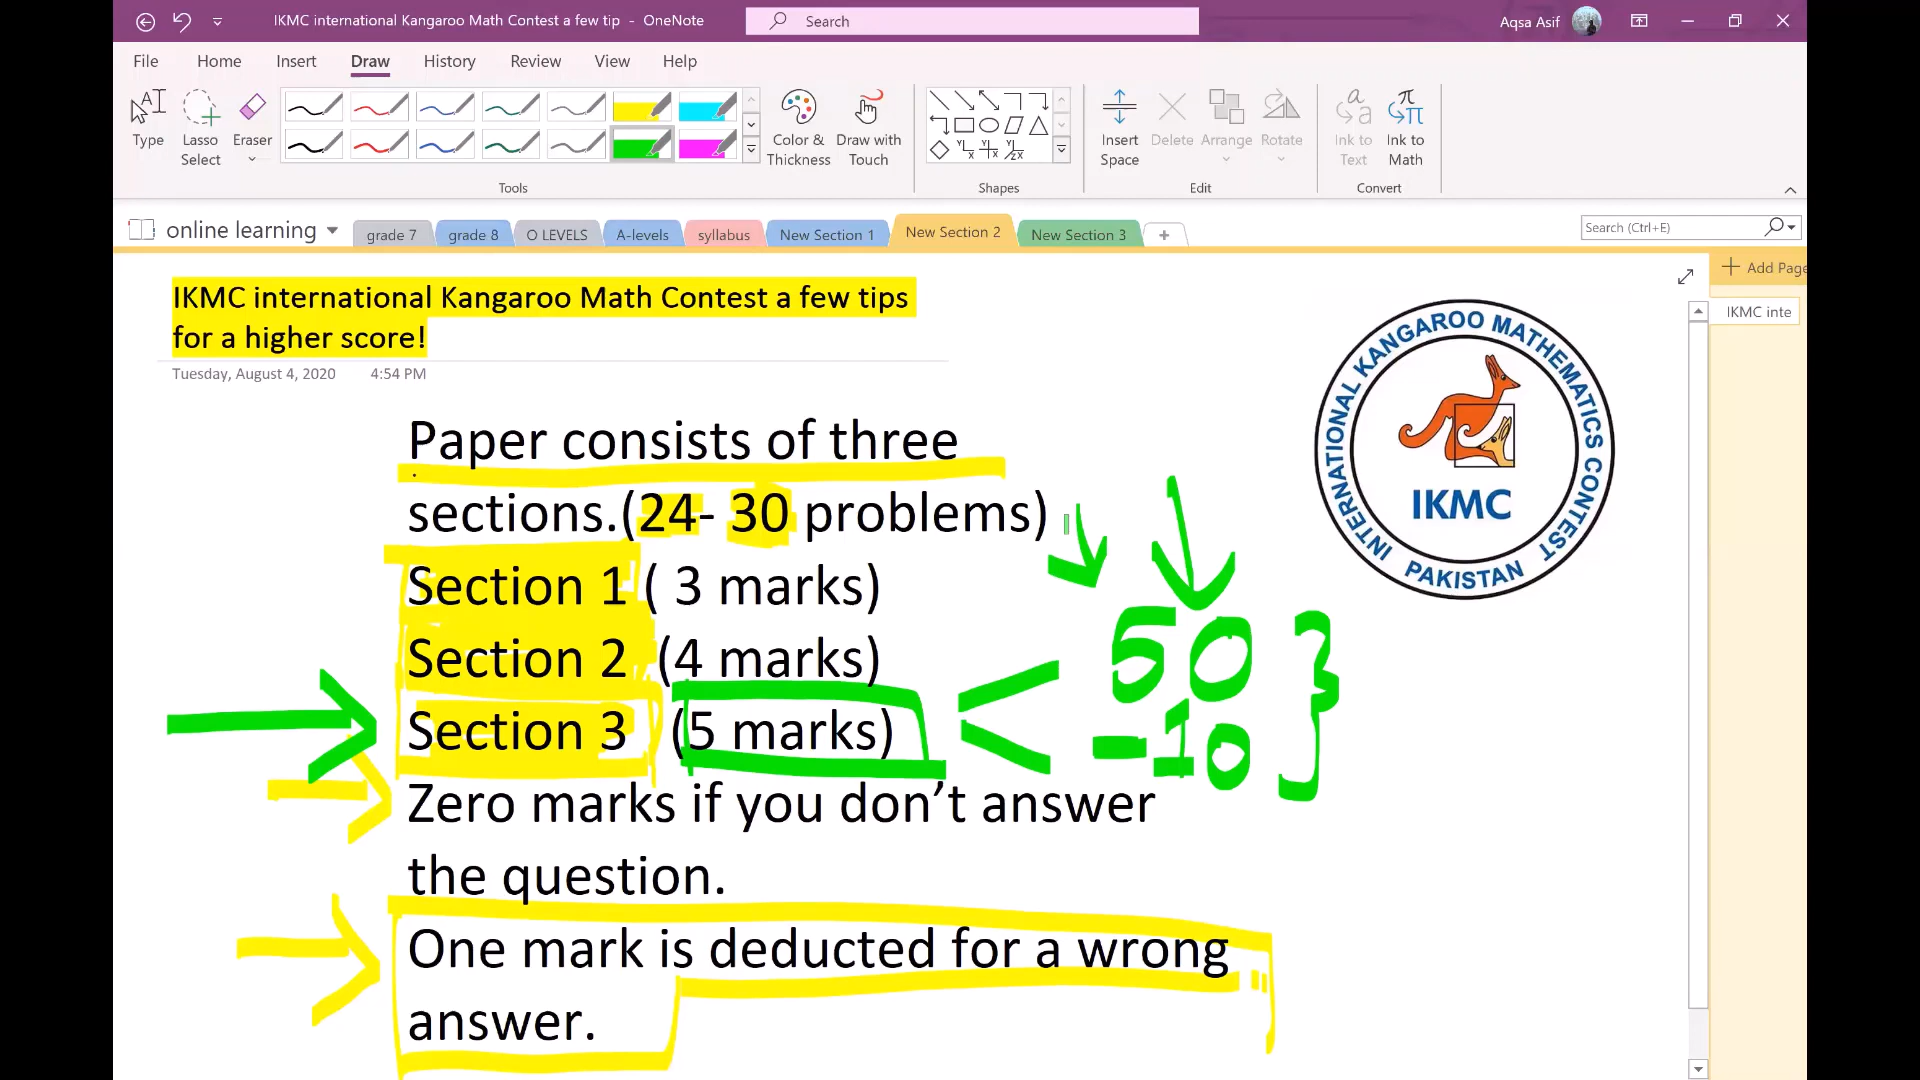 IKMC international Kangaroo Math Contest a few tip - OneNote
Search
Aqsa Asif
File Home Insert Draw History Review View Help
Type
Lasso Select
Eraser
Color & Thickness
Draw with Touch
Insert Space
Delete
Arrange
Rotate
Ink to Text
Ink to Math
Tools
Shapes
Edit
Convert
online learning
grade 7
grade 8
O LEVELS
A-levels
syllabus
New Section 1
New Section 2
New Section 3
Search (Ctrl+E)
Add Page
IKMC inte
IKMC international Kangaroo Math Contest a few tips
for a higher score!
Tuesday, August 4, 2020 4:54 PM
INTERNATIONAL KANGAROO MATHEMATICS CONTEST
IKMC
PAKISTAN
Paper consists of three
sections.(24- 30 problems)
Section 1 ( 3 marks)
Section 2 (4 marks)
Section 3 (5 marks)
< 50
-10 }
Zero marks if you don’t answer
the question.
One mark is deducted for a wrong
answer.